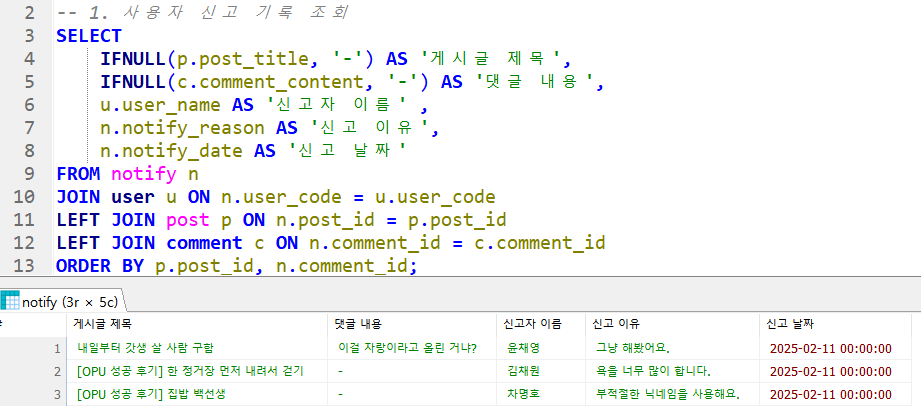 2 -- 1. 사용자 신고 기록 조회
3 SELECT
4 IFNULL(p.post_title, '-') AS '게시글 제목',
5 IFNULL(c.comment_content, '-') AS '댓글 내용',
6 u.user_name AS '신고자 이름' ,
7 n.notify_reason AS '신고 이유',
8 n.notify_date AS '신고 날짜'
9 FROM notify n
10 JOIN user u ON n.user_code = u.user_code
11 LEFT JOIN post p ON n.post_id = p.post_id
12 LEFT JOIN comment c ON n.comment_id = c.comment_id
13 ORDER BY p.post_id, n.comment_id;
notify (3r × 5c)
게시글 제목 댓글 내용 신고자 이름 신고 이유 신고 날짜
1 내일부터 갓생 살 사람 구함 이걸 자랑이라고 올린 거냐? 윤채영 그냥 해봤어요. 2025-02-11 00:00:00
2 [OPU 성공 후기] 한 정거장 먼저 내려서 걷기 - 김채원 욕을 너무 많이 합니다. 2025-02-11 00:00:00
3 [OPU 성공 후기] 집밥 백선생 - 차명호 부적절한 닉네임을 사용해요. 2025-02-11 00:00:00